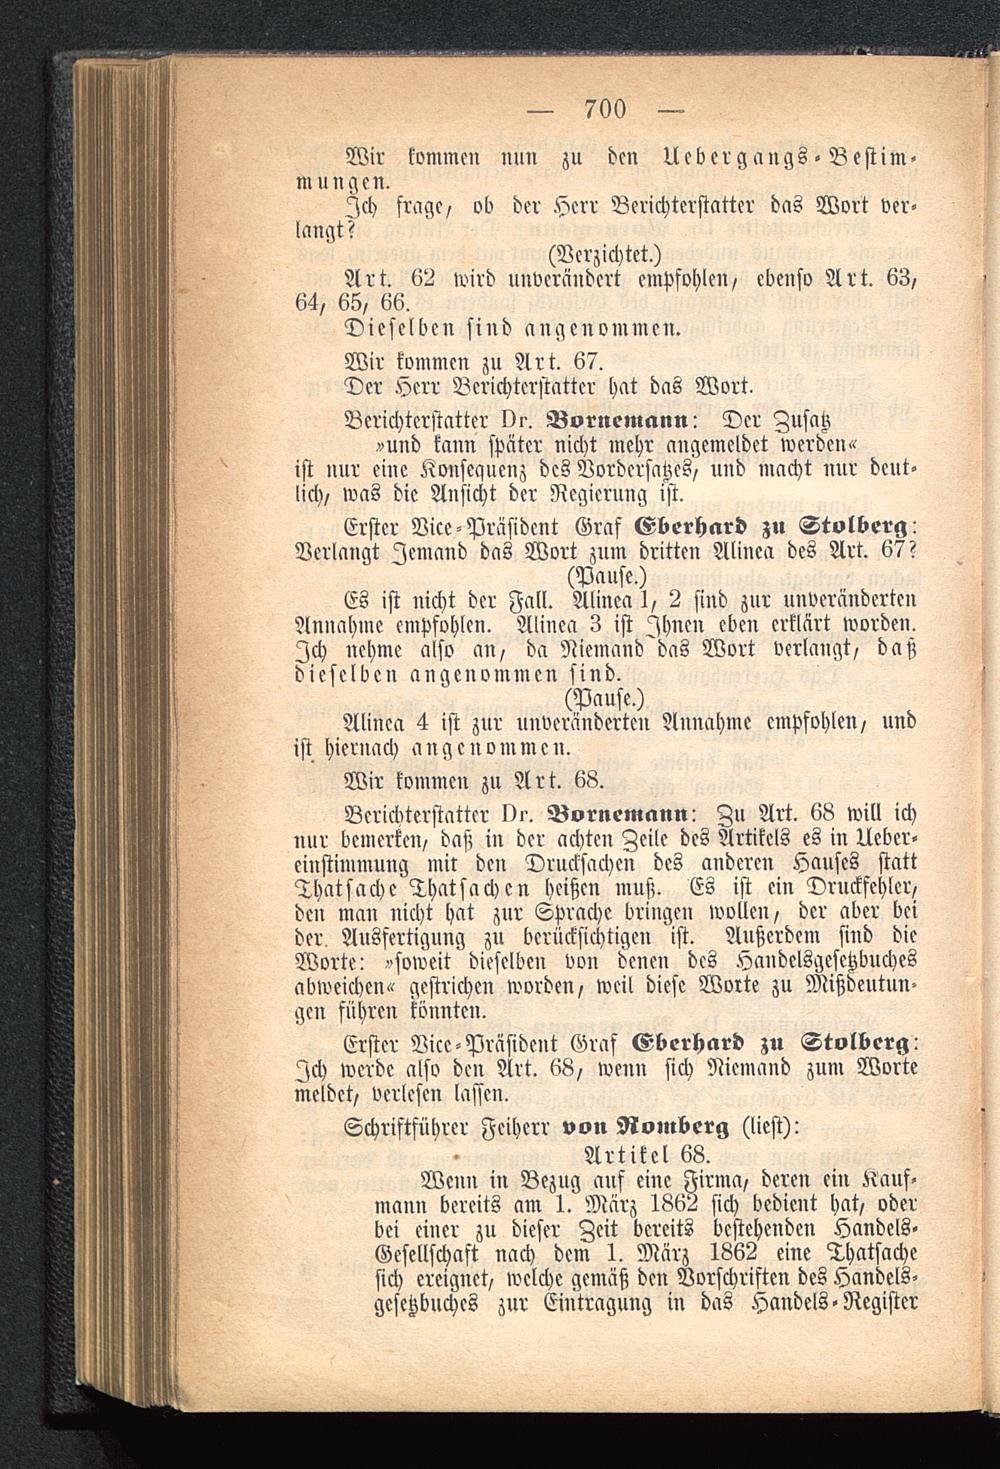 — 700 —
Wir kommen nun zu den Uebergangs-Bestim-
mungen.
Ich frage, ob der Herr Berichterstatter das Wort ver-
langt?
(Verzichtet.)
Art. 62 wird unverändert empfohlen, ebenso Art. 63,
64, 65, 66.
Dieselben sind angenommen.
Wir kommen zu Art. 67.
Der Herr Berichterstatter hat das Wort.
Berichterstatter Dr. Bornemann: Der Zusatz
»und kann später nicht mehr angemeldet werden«
ist nur eine Konsequenz des Vordersatzes, und macht nur deut-
lich, was die Ansicht der Regierung ist.
Erster Vice-Präsident Graf Eberhard zu Stolberg:
Verlangt Jemand das Wort zum dritten Alinea des Art. 67?
(Pause.)
Es ist nicht der Fall. Alinea 1, 2 sind zur unveränderten
Annahme empfohlen. Alinea 3 ist Ihnen eben erklärt worden.
Ich nehme also an, da Niemand das Wort verlangt, daß
dieselben angenommen sind.
(Pause.)
Alinea 4 ist zur unveränderten Annahme empfohlen, und
ist hiernach angenommen.
Wir kommen zu Art. 68.
Berichterstatter Dr. Bornemann: Zu Art. 68 will ich
nur bemerken, daß in der achten Zeile des Artikels es in Ueber-
einstimmung mit den Drucksachen des anderen Hauses statt
Thatsache Thatsachen heißen muß. Es ist ein Druckfehler,
den man nicht hat zur Sprache bringen wollen, der aber bei
der Ausfertigung zu berücksichtigen ist. Außerdem sind die
Worte: »soweit dieselben von denen des Handelsgesetzbuches
abweichen« gestrichen worden, weil diese Worte zu Mißdeutun-
gen führen könnten.
Erster Vice-Präsident Graf Eberhard zu Stolberg:
Ich werde also den Art. 68, wenn sich Niemand zum Worte
meldet, verlesen lassen.
Schriftführer Feiherr von Romberg (liest):
Artikel 68.
Wenn in Bezug auf eine Firma, deren ein Kauf-
mann bereits am 1. März 1862 sich bedient hat, oder
bei einer zu dieser Zeit bereits bestehenden Handels-
Gesellschaft nach dem 1. März 1862 eine Thatsache
sich ereignet, welche gemäß den Vorschriften des Handels-
gesetzbuches zur Eintragung in das Handels-Register